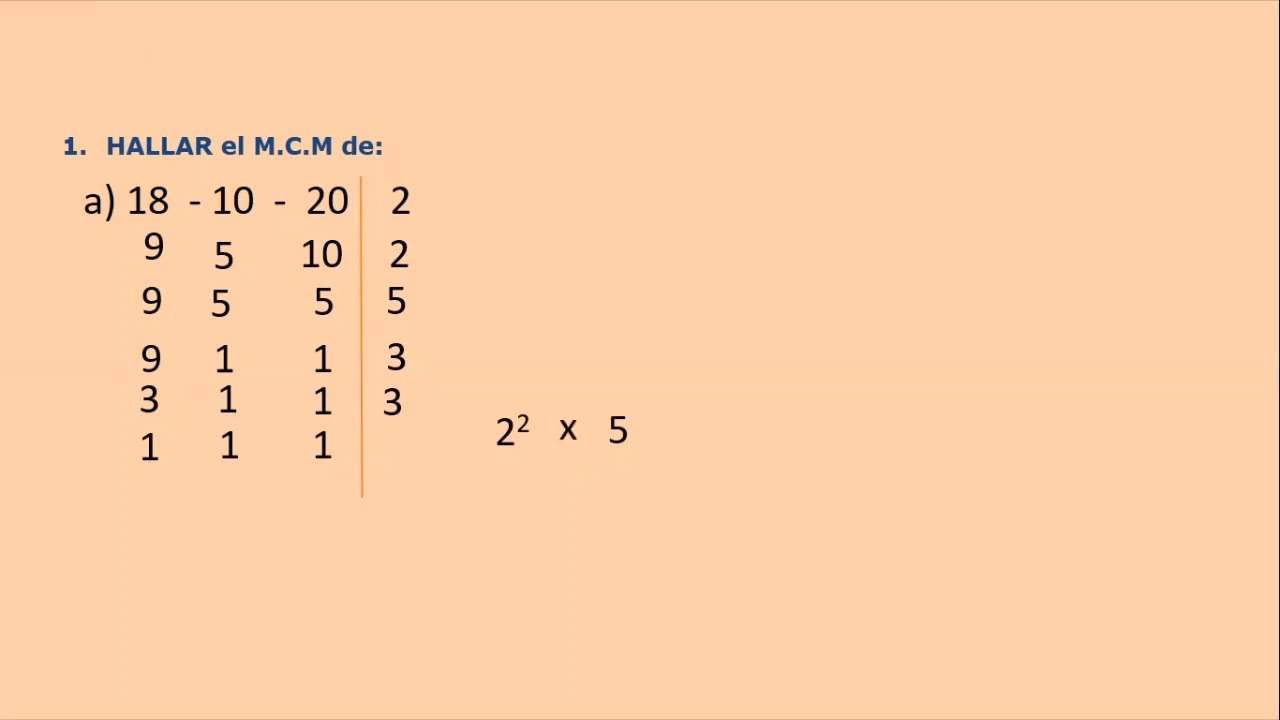 1. HALLAR el M.C.M de:
a) 18 - 10 - 20 2
9 5 10 2
9 5 5 5
9 1 1 3
3 1 1 3
1 1 1
2² x 5